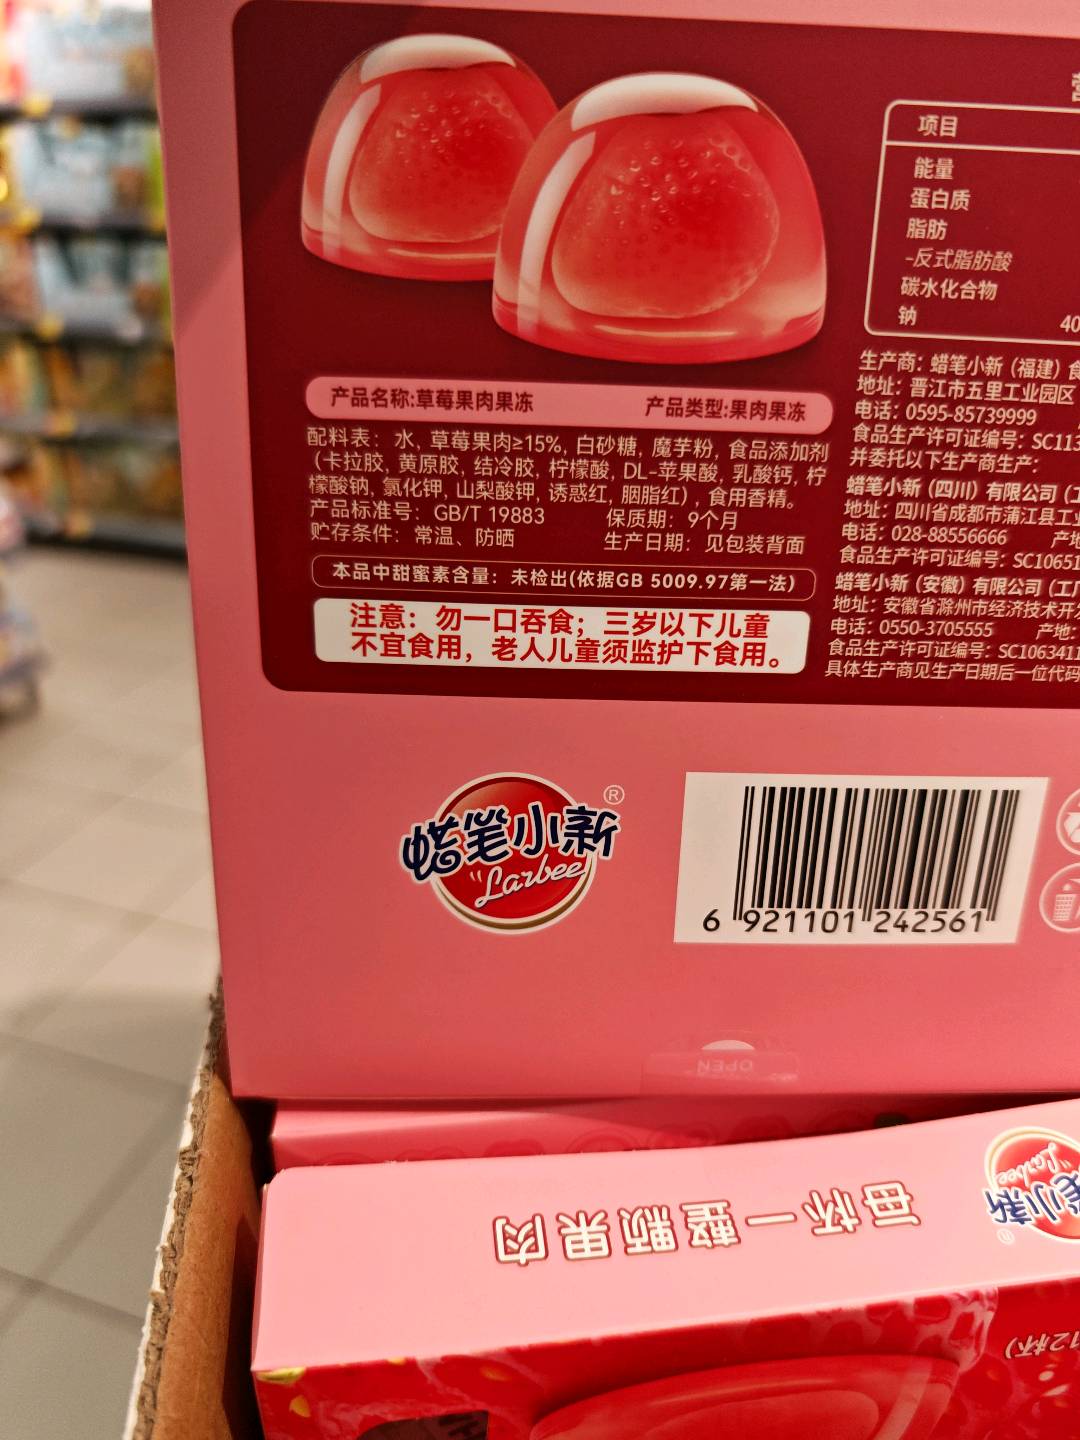 项目
能量
蛋白质
脂肪
-反式脂肪酸
碳水化合物
钠
40
产品名称:草莓果肉果冻
产品类型:果肉果冻
配料表：水, 草莓果肉≥15%, 白砂糖, 魔芋粉, 食品添加剂
（卡拉胶, 黄原胶, 结冷胶, 柠檬酸, DL-苹果酸, 乳酸钙, 柠
檬酸钠, 氯化钾, 山梨酸钾, 诱惑红, 胭脂红）, 食用香精。
产品标准号：GB/T 19883
保质期：9个月
贮存条件：常温、防晒
生产日期：见包装背面
本品中甜蜜素含量：未检出(依据GB 5009.97第一法)
注意：勿一口吞食；三岁以下儿童
不宜食用，老人儿童须监护下食用。
生产商：蜡笔小新（福建）食
地址：晋江市五里工业园区
电话：0595-85739999
食品生产许可证编号：SC113
并委托以下生产商生产：
蜡笔小新（四川）有限公司（工
地址：四川省成都市蒲江县工
电话：028-88556666 产地
食品生产许可证编号：SC10651
蜡笔小新（安徽）有限公司（工厂
地址：安徽省滁州市经济技术开发
电话：0550-3705555 产地：
食品生产许可证编号：SC1063411
具体生产商见生产日期后一位代码
蜡笔小新®
Larbee
6 921101 242561
OPEN
每杯一整颗果肉
蜡笔小新®
Larbee
12杯)